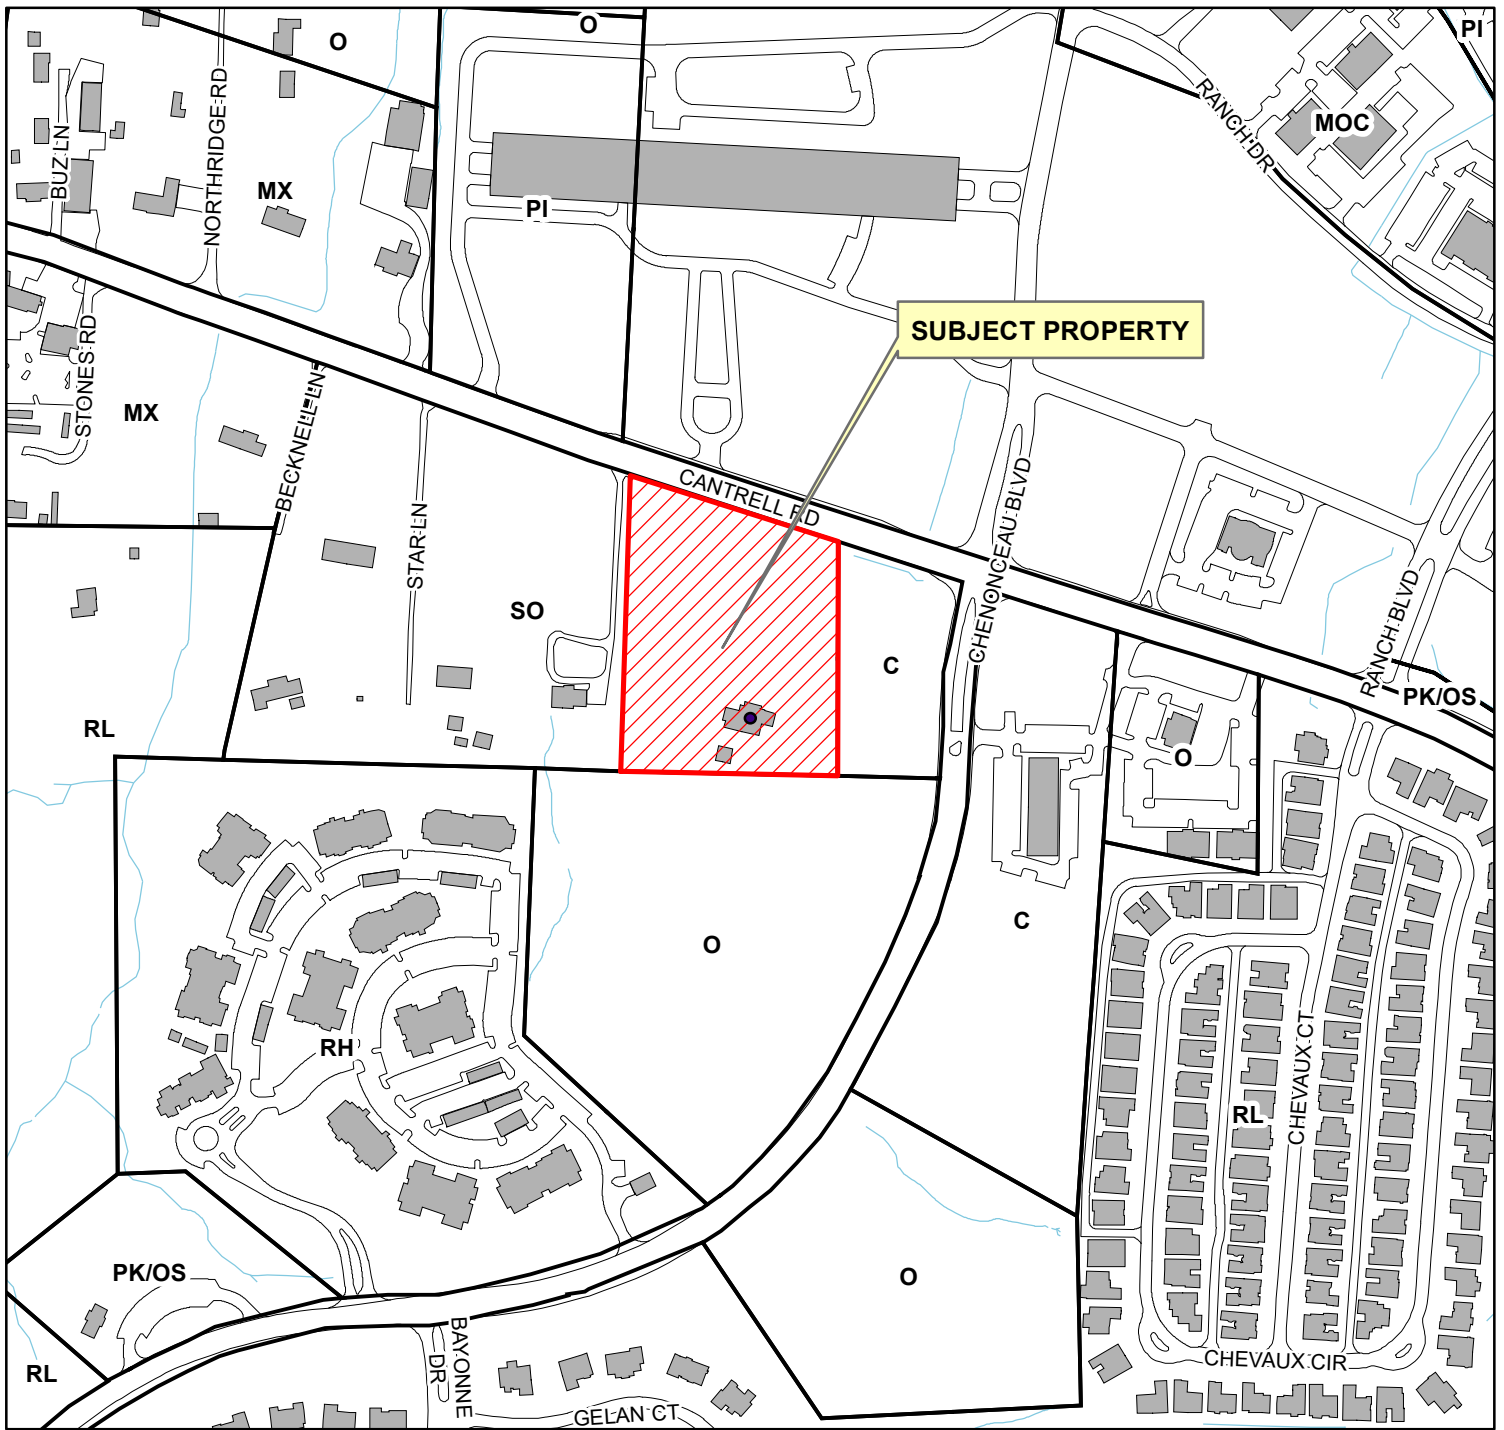 O
O
PI
BUZ LN
NORTHRIDGE RD
MX
RANCH DR
MOC
PI
SUBJECT PROPERTY
STONES RD
MX
BECKNELL LN
STAR LN
CANTRELL RD
CHENONCEAU BLVD
SO
C
RANCH BLVD
PK/OS
RL
O
O
C
RH
CHEVAUX CT
RL
PK/OS
O
RL
BAYONNE
DR
GELAN CT
CHEVAUX CIR